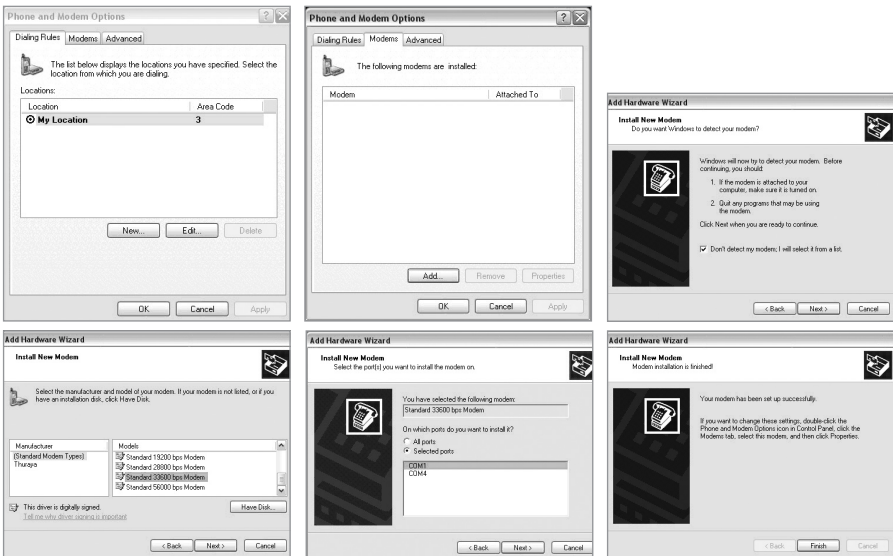 Phone and Modem Options
Dialing Rules Modems Advanced
The list below displays the locations you have specified. Select the
location from which you are dialing.
Locations:
Location Area Code
My Location 3
New... Edit... Delete
OK Cancel Apply
Phone and Modem Options
Dialing Rules Modems Advanced
The following modems are installed:
Modem Attached To
Add... Remove Properties
OK Cancel Apply
Add Hardware Wizard
Install New Modem
Do you want Windows to detect your modem?
Windows will now try to detect your modem. Before
continuing, you should:
1. If the modem is attached to your
computer, make sure it is turned on.
2. Quit any programs that may be using
the modem.
Click Next when you are ready to continue.
Don't detect my modem; I will select it from a list.
< Back Next > Cancel
Add Hardware Wizard
Install New Modem
Select the manufacturer and model of your modem. If your modem is not listed, or if you
have an installation disk, click Have Disk.
Manufacturer
(Standard Modem Types)
Thuraya
Models
Standard 19200 bps Modem
Standard 28800 bps Modem
Standard 33600 bps Modem
Standard 56000 bps Modem
This driver is digitally signed.
Tell me why driver signing is important
Have Disk...
< Back Next > Cancel
Add Hardware Wizard
Install New Modem
Select the port(s) you want to install the modem on.
You have selected the following modem:
Standard 33600 bps Modem
On which ports do you want to install it?
All ports
Selected ports
COM1
COM4
< Back Next > Cancel
Add Hardware Wizard
Install New Modem
Modem installation is finished!
Your modem has been set up successfully.
If you want to change these settings, double-click the
Phone and Modem Options icon in Control Panel, click the
Modems tab, select this modem, and then click Properties.
< Back Finish Cancel